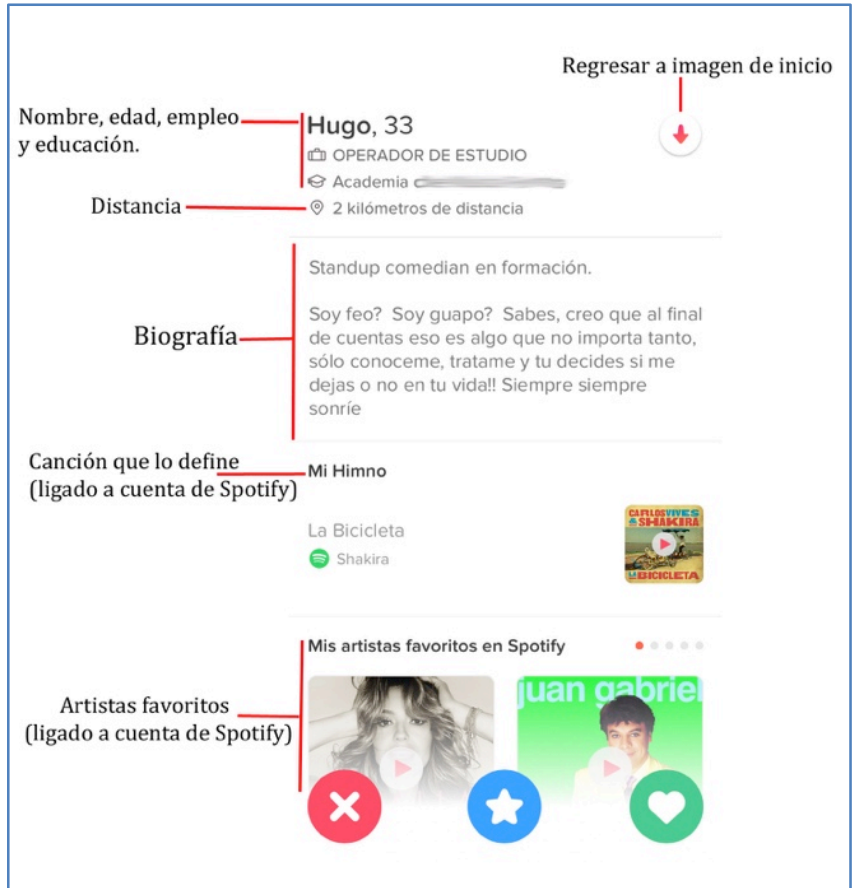 Regresar a imagen de inicio
Nombre, edad, empleo
y educación.
Hugo, 33
OPERADOR DE ESTUDIO
Academia
Distancia
2 kilómetros de distancia
Biografía
Standup comedian en formación.
Soy feo?  Soy guapo?  Sabes, creo que al final
de cuentas eso es algo que no importa tanto,
sólo conoceme, tratame y tu decides si me
dejas o no en tu vida!! Siempre siempre
sonríe
Canción que lo define
(ligado a cuenta de Spotify)
Mi Himno
La Bicicleta
Shakira
CARLOS VIVES
& SHAKIRA
LA BICICLETA
Mis artistas favoritos en Spotify
Artistas favoritos
(ligado a cuenta de Spotify)
juan gabriel